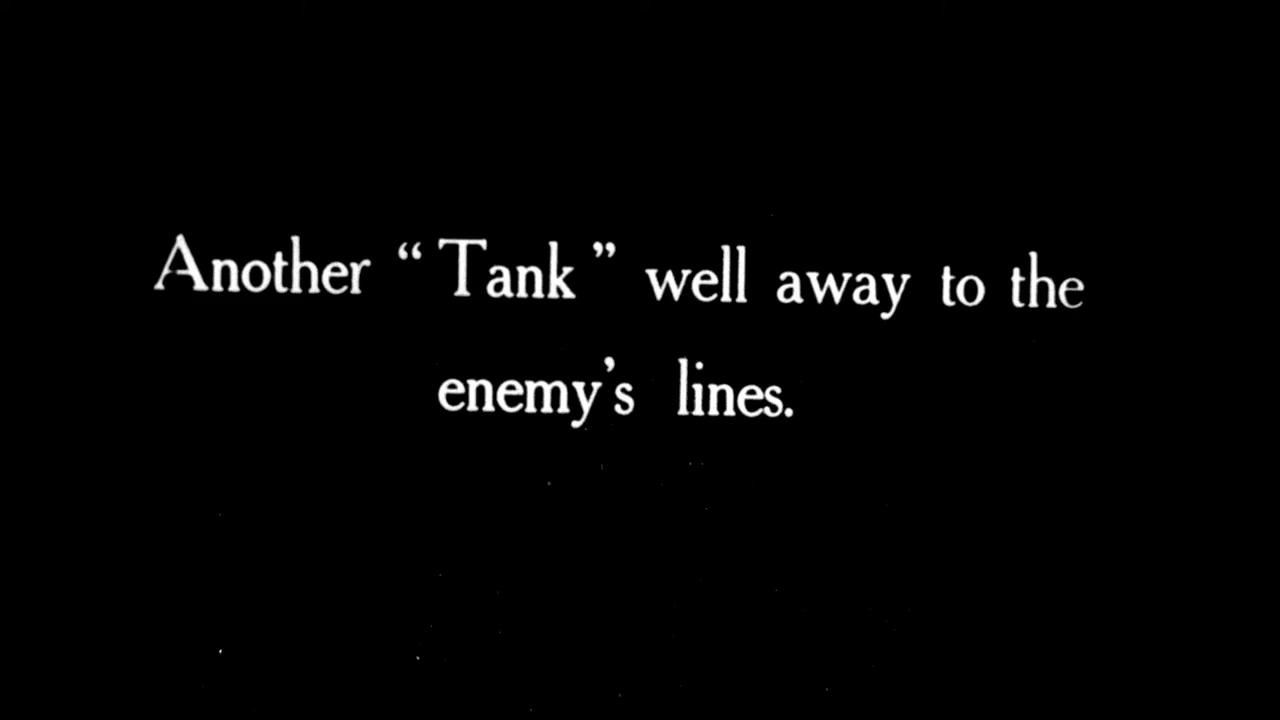 Another “Tank” well away to the
enemy’s lines.